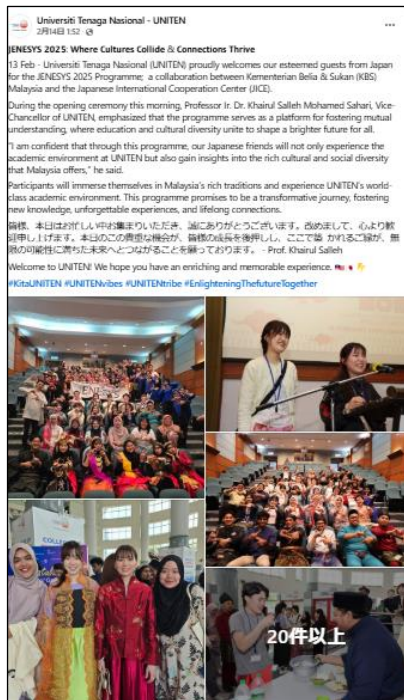 Universiti Tenaga Nasional - UNITEN
2月14日 1:52
JENESYS 2025: Where Cultures Collide & Connections Thrive
13 Feb - Universiti Tenaga Nasional (UNITEN) proudly welcomes our esteemed guests from Japan
for the JENESYS 2025 Programme; a collaboration between Kementerian Belia & Sukan (KBS)
Malaysia and the Japanese International Cooperation Center (JICE).
During the opening ceremony this morning, Professor Ir. Dr. Khairul Salleh Mohamed Sahari, Vice-
Chancellor of UNITEN, emphasized that the programme serves as a platform for fostering mutual
understanding, where education and cultural diversity unite to shape a brighter future for all.
"I am confident that through this programme, our Japanese friends will not only experience the
academic environment at UNITEN but also gain insights into the rich cultural and social diversity
that Malaysia offers," he said.
Participants will immerse themselves in Malaysia's rich traditions and experience UNITEN's world-
class academic environment. This programme promises to be a transformative journey, fostering
new knowledge, unforgettable experiences, and lifelong connections.
皆様、本日はお忙しい中お集まりいただき、誠にありがとうございます。改めまして、心より歓
迎申し上げます。本日のこの貴重な機会が、皆様の成長を後押しし、ここで築 かれるご縁が、無
限の可能性に満ちた未来へとつながることを願っております。 - Prof. Khairul Salleh
Welcome to UNITEN! We hope you have an enriching and memorable experience.
#KitaUNITEN #UNITENvibes #UNITENtribe #EnlighteningThefutureTogether
COLLE
20件以上